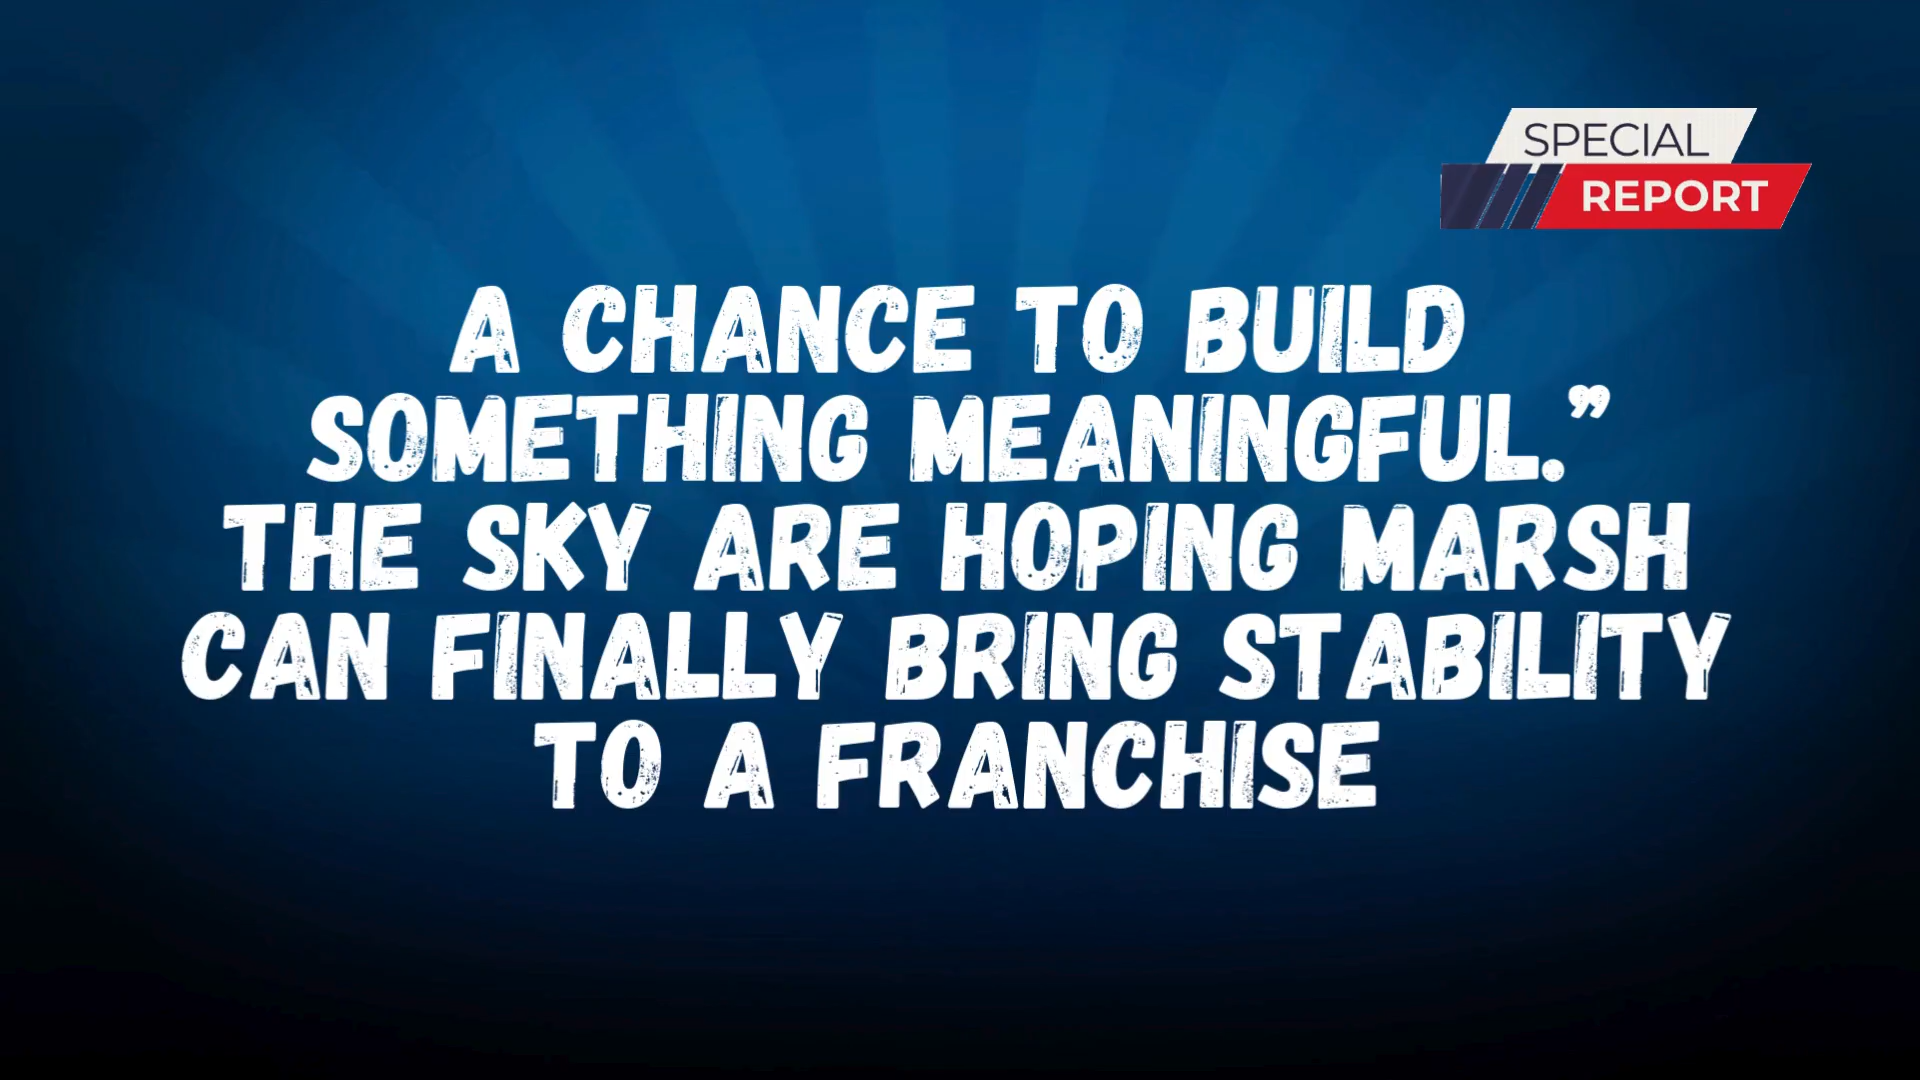 SPECIAL
REPORT
A CHANCE TO BUILD
SOMETHING MEANINGFUL.”
THE SKY ARE HOPING MARSH
CAN FINALLY BRING STABILITY
TO A FRANCHISE